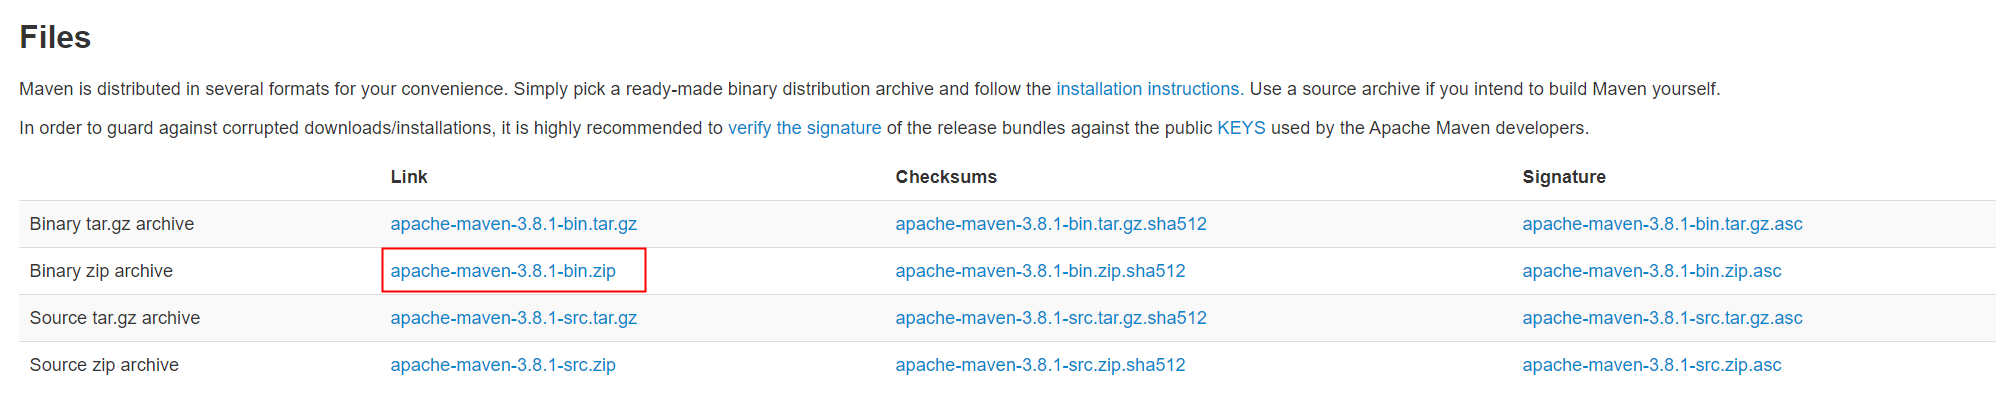 Files
Maven is distributed in several formats for your convenience. Simply pick a ready-made binary distribution archive and follow the installation instructions. Use a source archive if you intend to build Maven yourself.
In order to guard against corrupted downloads/installations, it is highly recommended to verify the signature of the release bundles against the public KEYS used by the Apache Maven developers.
Link Checksums Signature
Binary tar.gz archive apache-maven-3.8.1-bin.tar.gz apache-maven-3.8.1-bin.tar.gz.sha512 apache-maven-3.8.1-bin.tar.gz.asc
Binary zip archive apache-maven-3.8.1-bin.zip apache-maven-3.8.1-bin.zip.sha512 apache-maven-3.8.1-bin.zip.asc
Source tar.gz archive apache-maven-3.8.1-src.tar.gz apache-maven-3.8.1-src.tar.gz.sha512 apache-maven-3.8.1-src.tar.gz.asc
Source zip archive apache-maven-3.8.1-src.zip apache-maven-3.8.1-src.zip.sha512 apache-maven-3.8.1-src.zip.asc